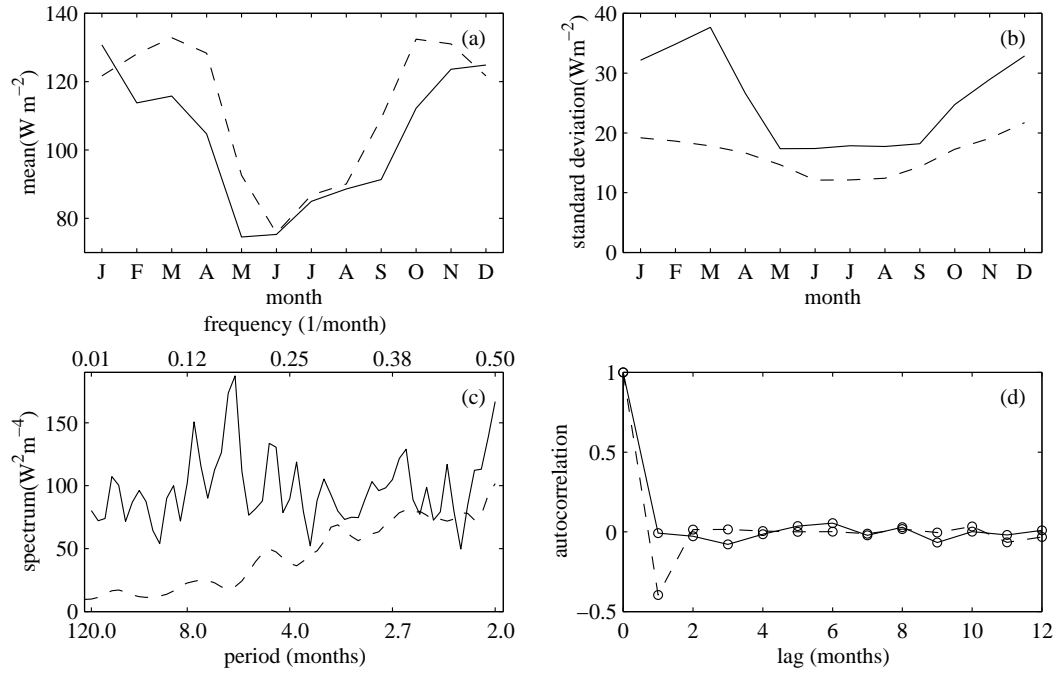 140
120
100
80
mean(W m⁻²)
(a)
J F M A M J J A S O N D
month
40
30
20
10
0
standard deviation(Wm⁻²)
(b)
J F M A M J J A S O N D
month
frequency (1/month)
0.01 0.12 0.25 0.38 0.50
150
100
50
0
spectrum(W²m⁻⁴)
(c)
120.0 8.0 4.0 2.7 2.0
period (months)
1
0.5
0
−0.5
autocorrelation
(d)
0 2 4 6 8 10 12
lag (months)